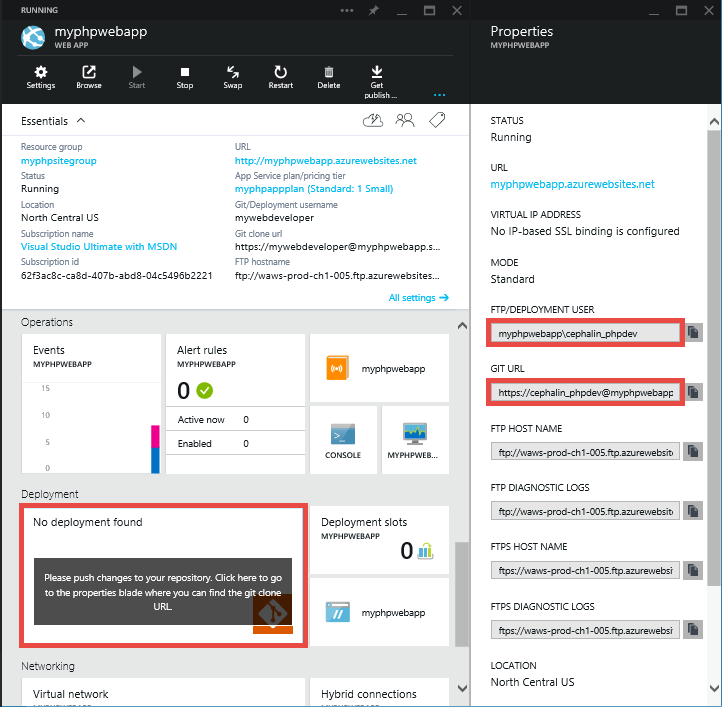 RUNNING
myphpwebapp
WEB APP
Settings
Browse
Start
Stop
Swap
Restart
Delete
Get
publish ...
Essentials
Resource group
myphpsitegroup
Status
Running
Location
North Central US
Subscription name
Visual Studio Ultimate with MSDN
Subscription id
62f3ac8c-ca8d-407b-abd8-04c5496b2221
URL
http://myphpwebapp.azurewebsites.net
App Service plan/pricing tier
myphpappplan (Standard: 1 Small)
Git/Deployment username
mywebdeveloper
Git clone url
https://mywebdeveloper@myphpwebapp.s...
FTP hostname
ftp://waws-prod-ch1-005.ftp.azurewebsites...
All settings
Operations
Events
MYPHPWEBAPP
15
10
5
0
Alert rules
MYPHPWEBAPP
0
Active now 0
Enabled 0
myphpwebapp
CONSOLE
MYPHPWEB...
Deployment
No deployment found
Please push changes to your repository. Click here to go
to the properties blade where you can find the git clone
URL.
Deployment slots
MYPHPWEBAPP
0
myphpwebapp
Networking
Virtual network
Hybrid connections
Properties
MYPHPWEBAPP
STATUS
Running
URL
myphpwebapp.azurewebsites.net
VIRTUAL IP ADDRESS
No IP-based SSL binding is configured
MODE
Standard
FTP/DEPLOYMENT USER
myphpwebapp\cephalin_phpdev
GIT URL
https://cephalin_phpdev@myphpwebapp
FTP HOST NAME
ftp://waws-prod-ch1-005.ftp.azurewebsite
FTP DIAGNOSTIC LOGS
ftp://waws-prod-ch1-005.ftp.azurewebsite
FTPS HOST NAME
ftps://waws-prod-ch1-005.ftp.azurewebsi
FTPS DIAGNOSTIC LOGS
ftps://waws-prod-ch1-005.ftp.azurewebsi
LOCATION
North Central US